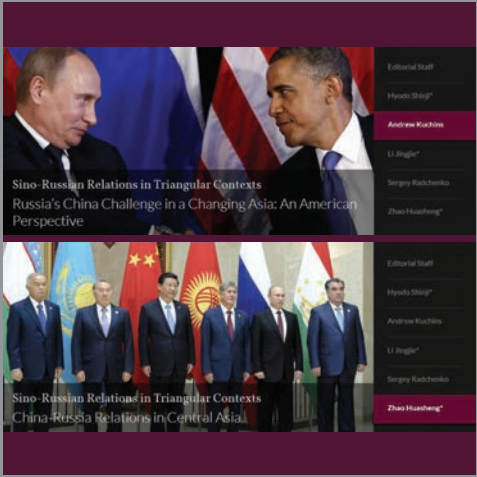 Editorial Staff
Hyodo Shinji*
Andrew Kuchins
Li Jingjie*
Sergey Radchenko
Zhao Huasheng*
Sino-Russian Relations in Triangular Contexts
Russia's China Challenge in a Changing Asia: An American
Perspective
Editorial Staff
Hyodo Shinji*
Andrew Kuchins
Li Jingjie*
Sergey Radchenko
Zhao Huasheng*
Sino-Russian Relations in Triangular Contexts
China-Russia Relations in Central Asia